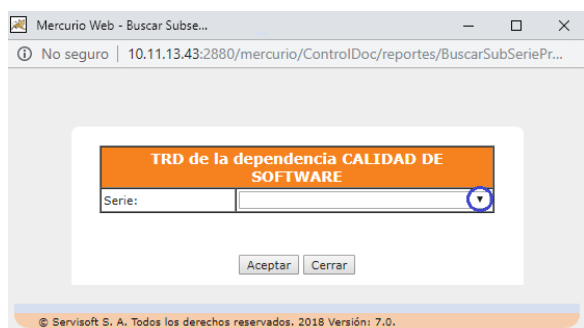 Mercurio Web - Buscar Subse...
No seguro | 10.11.13.43:2880/mercurio/ControlDoc/reportes/BuscarSubSeriePr...
TRD de la dependencia CALIDAD DE
SOFTWARE
Serie:
Aceptar Cerrar
© Servisoft S. A. Todos los derechos reservados. 2018 Versión: 7.0.